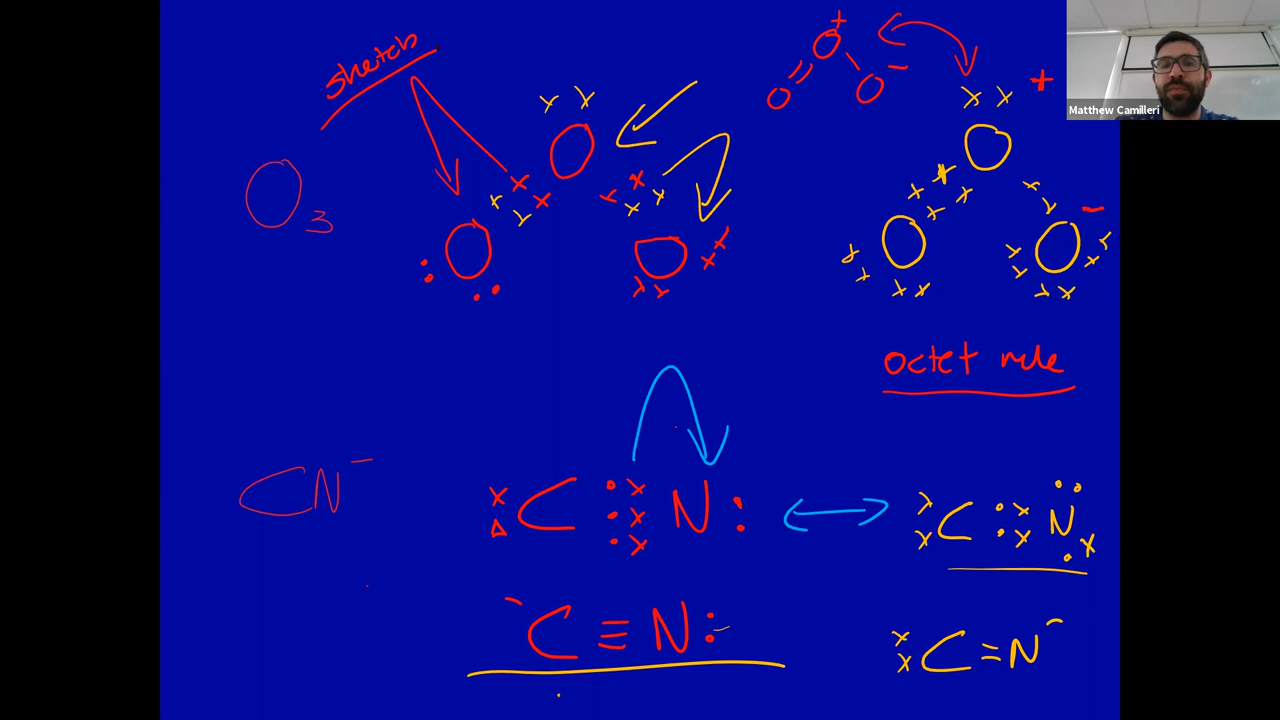 sketch
O
+
O = O - O
-
+
Matthew Camilleri
O₃
O
O
O
O
O
O
-
octet rule
CN⁻
C N :
C N
⁻C ≡ N :
C = N⁻